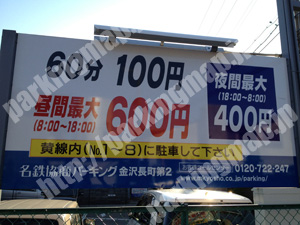 60分 100円
昼間最大
(8:00~18:00)
600円
夜間最大
(18:00~8:00)
400円
黄線内(No.1~8)に駐車して下さい
名鉄協商パーキング 金沢長町第2
0120-722-247